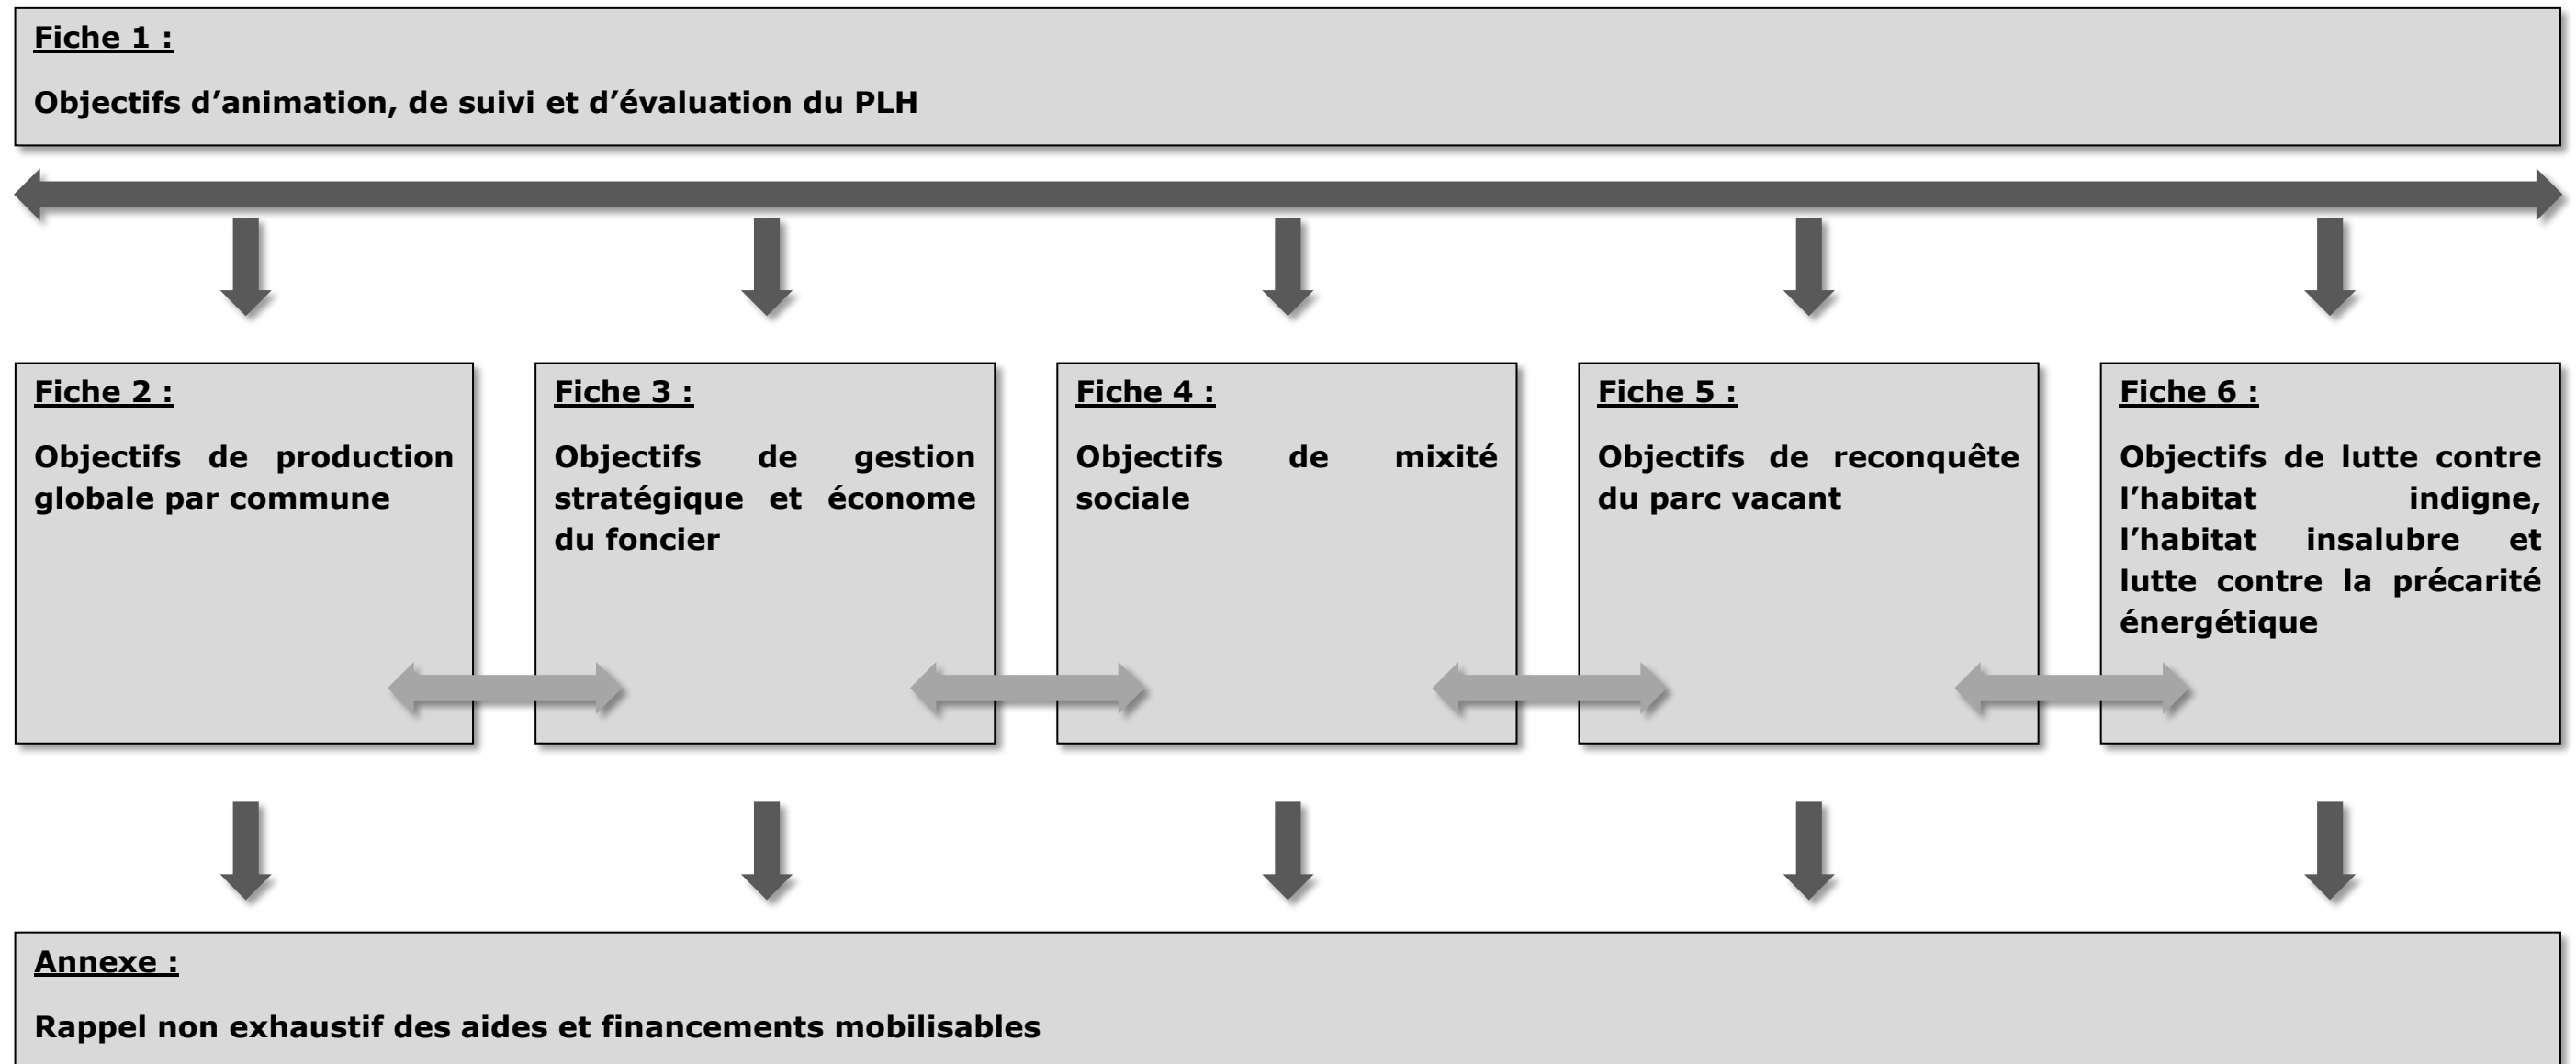 Fiche 1 :
Objectifs d’animation, de suivi et d’évaluation du PLH
Fiche 2 :
Objectifs de production
globale par commune
Fiche 3 :
Objectifs de gestion
stratégique et économe
du foncier
Fiche 4 :
Objectifs de mixité
sociale
Fiche 5 :
Objectifs de reconquête
du parc vacant
Fiche 6 :
Objectifs de lutte contre
l’habitat indigne,
l’habitat insalubre et
lutte contre la précarité
énergétique
Annexe :
Rappel non exhaustif des aides et financements mobilisables